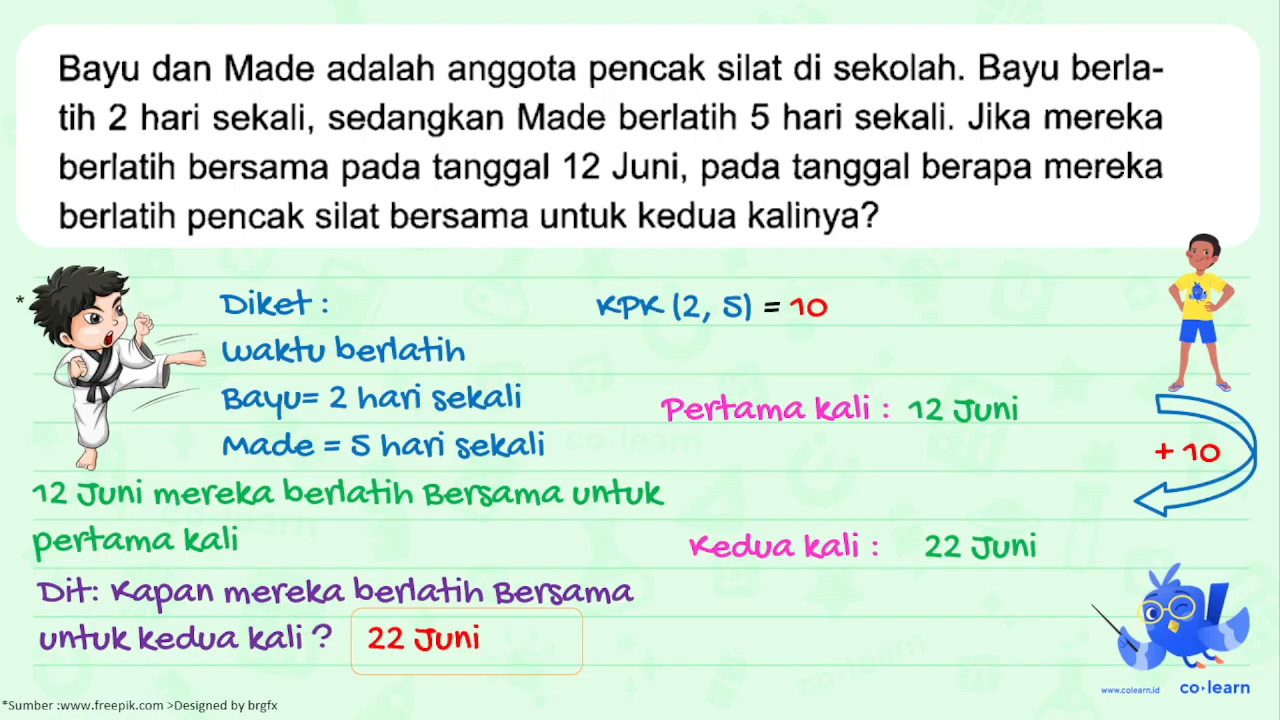 Bayu dan Made adalah anggota pencak silat di sekolah. Bayu berla-
tih 2 hari sekali, sedangkan Made berlatih 5 hari sekali. Jika mereka
berlatih bersama pada tanggal 12 Juni, pada tanggal berapa mereka
berlatih pencak silat bersama untuk kedua kalinya?
*
Diket :
Waktu berlatih
Bayu= 2 hari sekali
Made = 5 hari sekali
12 Juni mereka berlatih Bersama untuk
pertama kali
Dit: Kapan mereka berlatih Bersama
untuk kedua kali ? 22 Juni
KPK (2, 5) = 10
Pertama kali : 12 Juni
+ 10
Kedua kali : 22 Juni
co·learn
www.colearn.id co·learn
*Sumber :www.freepik.com >Designed by brgfx